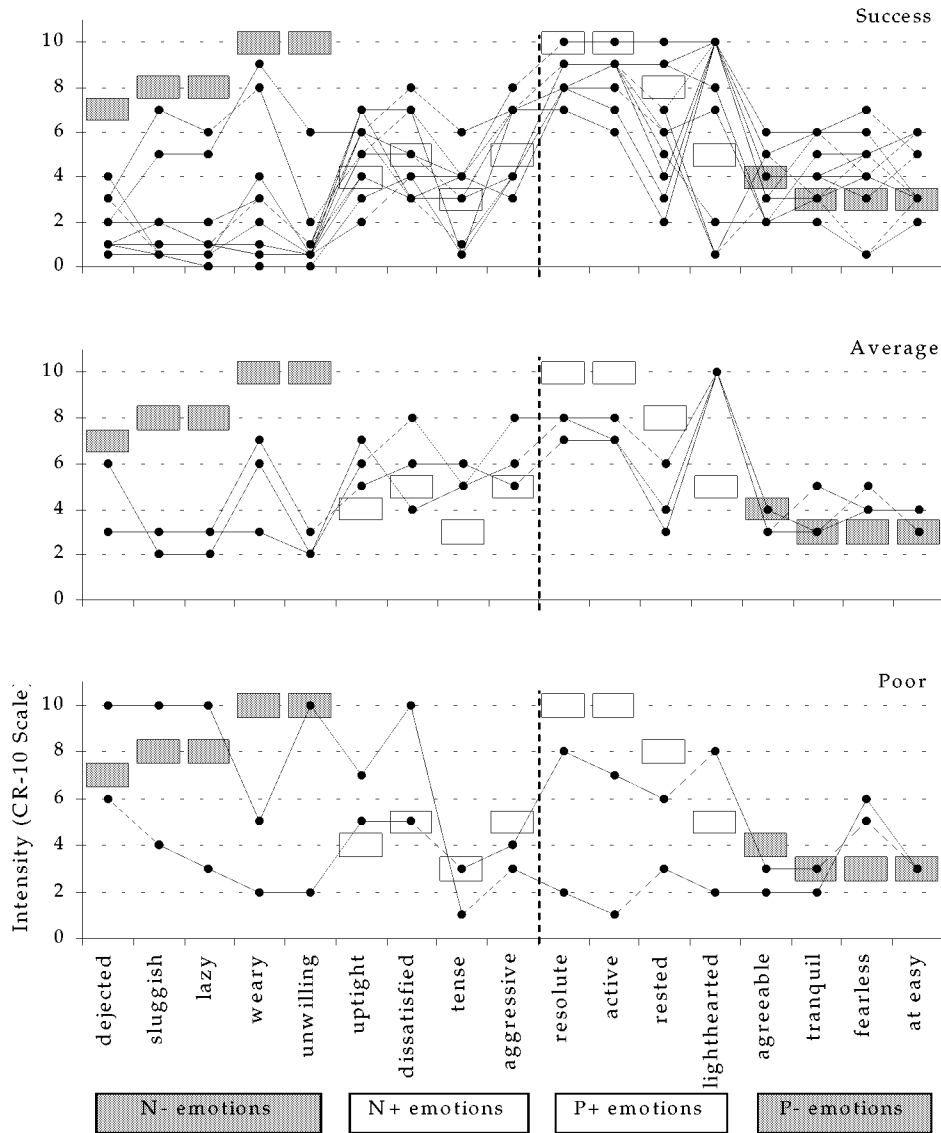 Success
10
8
6
4
2
0
Average
10
8
6
4
2
0
Poor
10
8
6
4
2
0
Intensity (CR-10 Scale)
dejected
sluggish
lazy
weary
unwilling
uptight
dissatisfied
tense
aggressive
resolute
active
rested
lighthearted
agreeable
tranquil
fearless
at easy
N- emotions
N+ emotions
P+ emotions
P- emotions